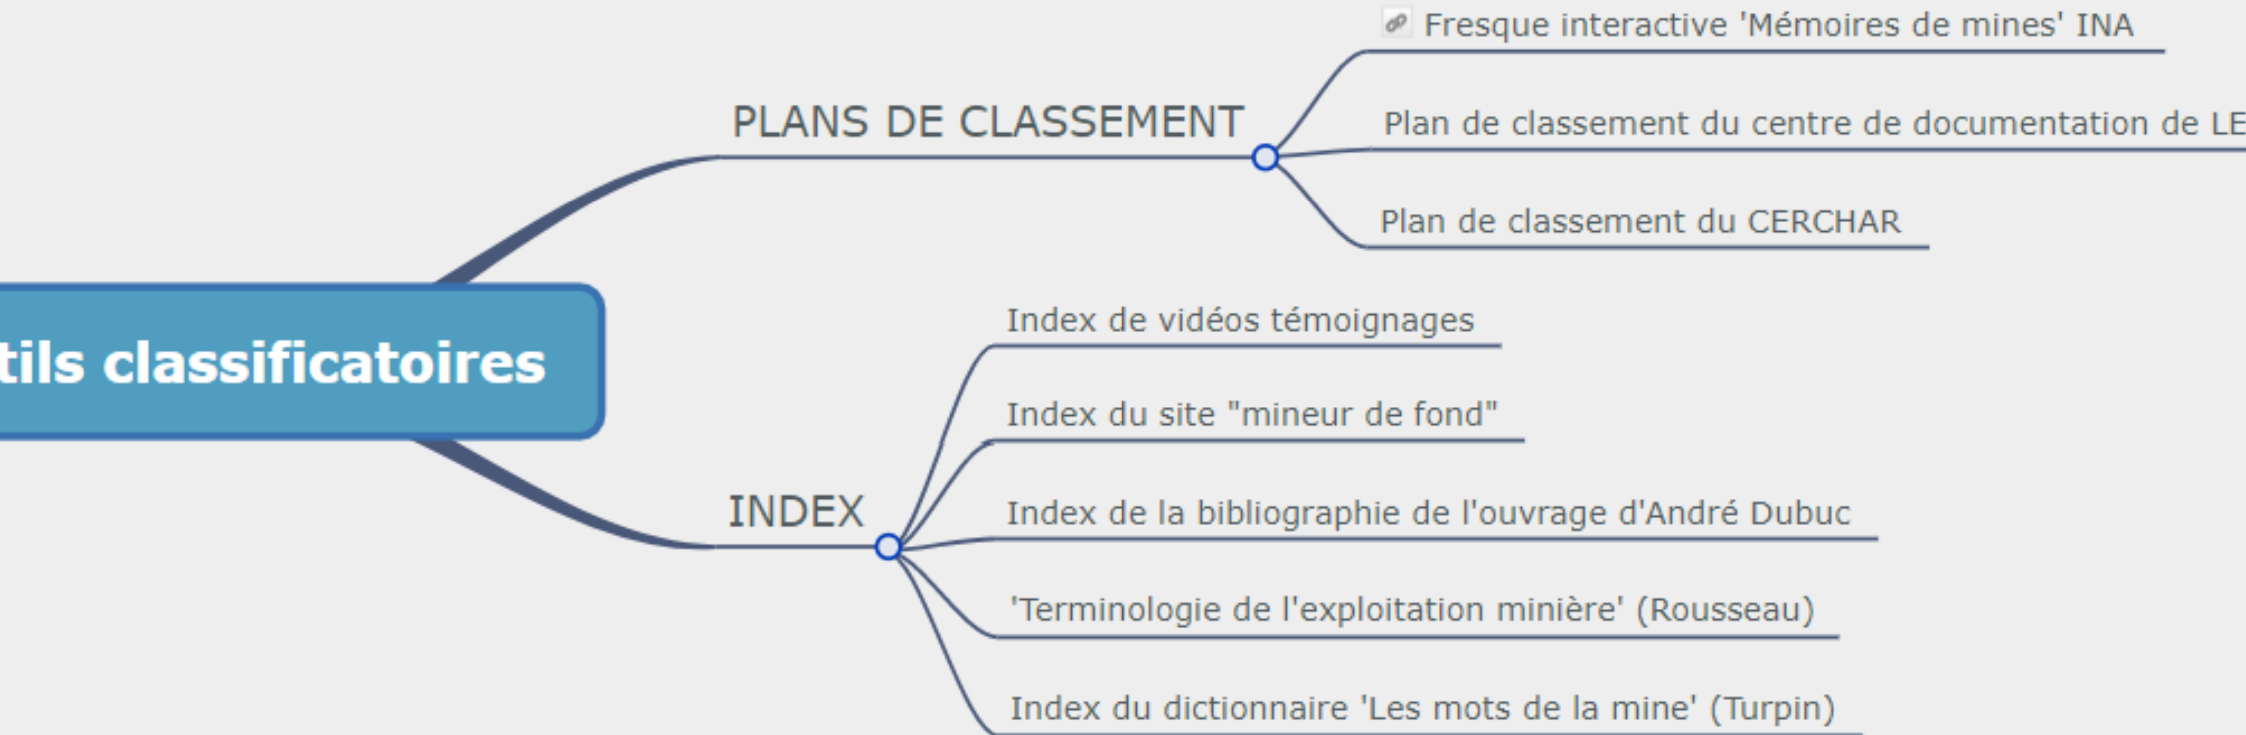 Fresque interactive 'Mémoires de mines' INA
PLANS DE CLASSEMENT
Plan de classement du centre de documentation de
Plan de classement du CERCHAR
classificatoires
Index de vidéos témoignages
Index du site "mineur de fond"
INDEX
Index de la bibliographie de l'ouvrage d'André Dubuc
'Terminologie de l'exploitation minière' (Rousseau)
Index du dictionnaire 'Les mots de la mine' (Turpin)